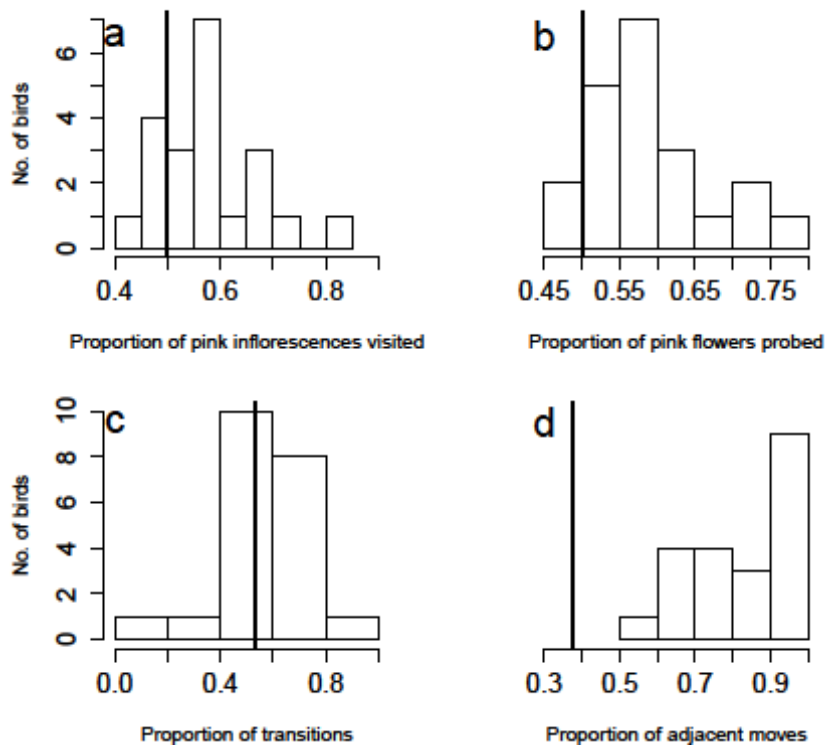 a
b
6
4
2
0
No. of birds
0.4 0.6 0.8
0.45 0.55 0.65 0.75
Proportion of pink inflorescences visited
Proportion of pink flowers probed
c
d
10
8
6
4
2
0
No. of birds
0.0 0.4 0.8
0.3 0.5 0.7 0.9
Proportion of transitions
Proportion of adjacent moves